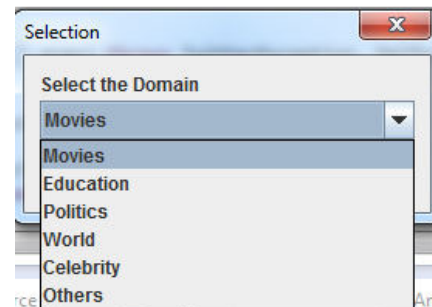 Selection
Select the Domain
Movies
Movies
Education
Politics
World
Celebrity
Others